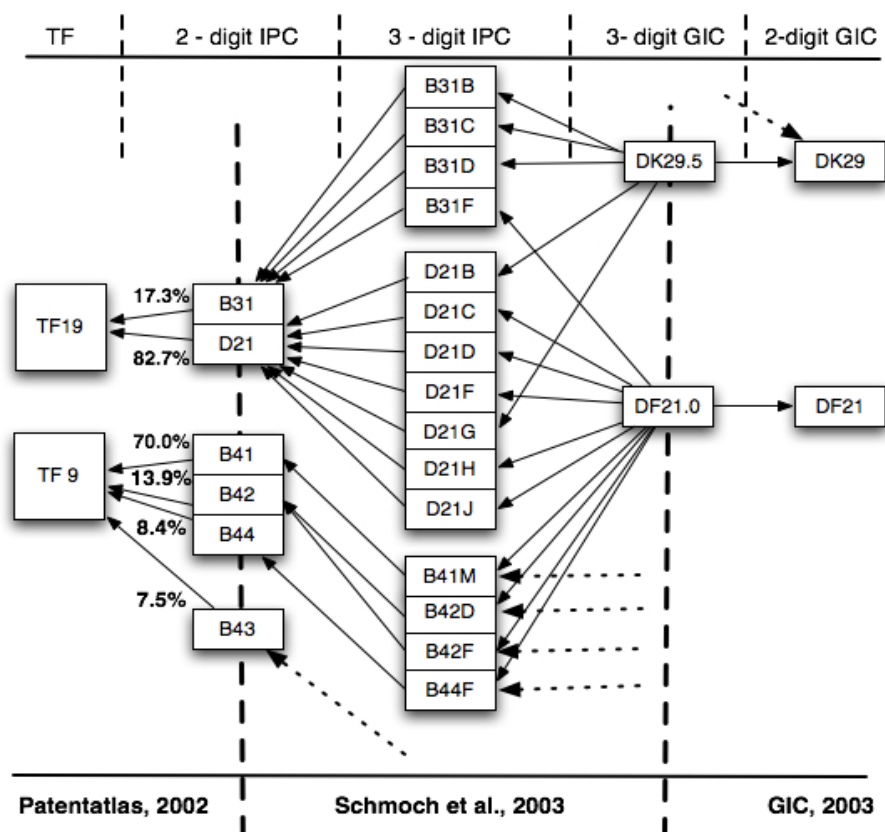 TF 2 - digit IPC 3 - digit IPC 3- digit GIC 2-digit GIC
B31B
B31C
B31D
B31F
DK29.5
DK29
D21B
D21C
D21D
D21F
D21G
D21H
D21J
TF19
17.3%
82.7%
B31
D21
DF21.0
DF21
TF 9
70.0%
13.9%
8.4%
7.5%
B41
B42
B44
B43
B41M
B42D
B42F
B44F
Patentatlas, 2002 Schmoch et al., 2003 GIC, 2003